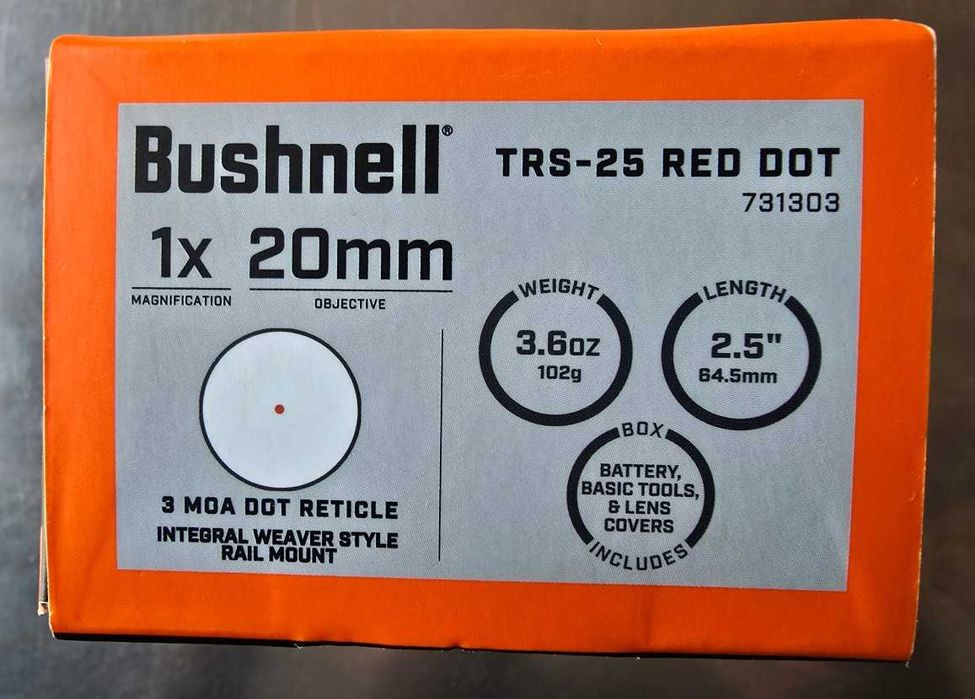 Bushnell®
TRS-25 RED DOT
731303
1x 20mm
MAGNIFICATION OBJECTIVE
3 MOA DOT RETICLE
INTEGRAL WEAVER STYLE
RAIL MOUNT
WEIGHT
3.6oz
102g
LENGTH
2.5"
64.5mm
BOX
BATTERY,
BASIC TOOLS,
& LENS
COVERS
INCLUDES